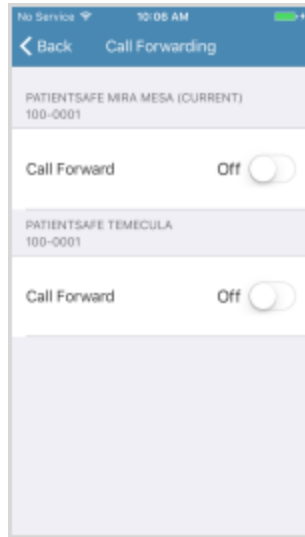 No Service 10:06 AM
Back Call Forwarding
PATIENTSAFE MIRA MESA (CURRENT)
100-0001
Call Forward Off
PATIENTSAFE TEMECULA
100-0001
Call Forward Off